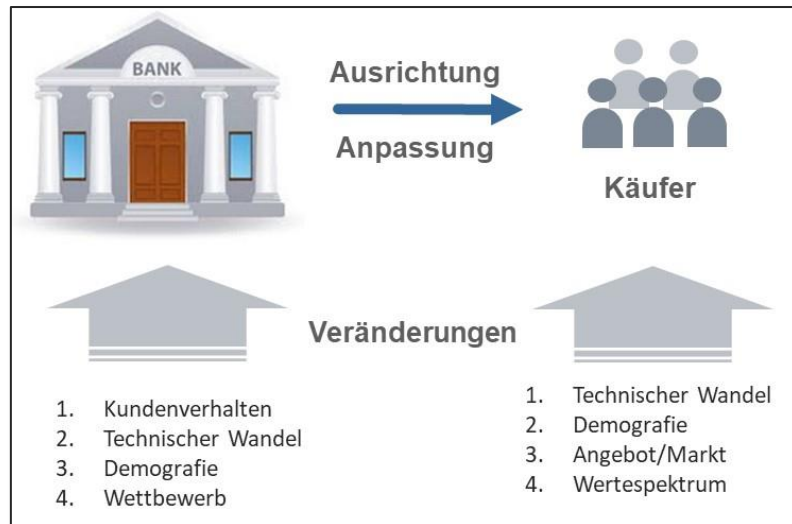 BANK
Ausrichtung
Anpassung
Käufer
Veränderungen
1. Kundenverhalten
2. Technischer Wandel
3. Demografie
4. Wettbewerb
1. Technischer Wandel
2. Demografie
3. Angebot/Markt
4. Wertespektrum